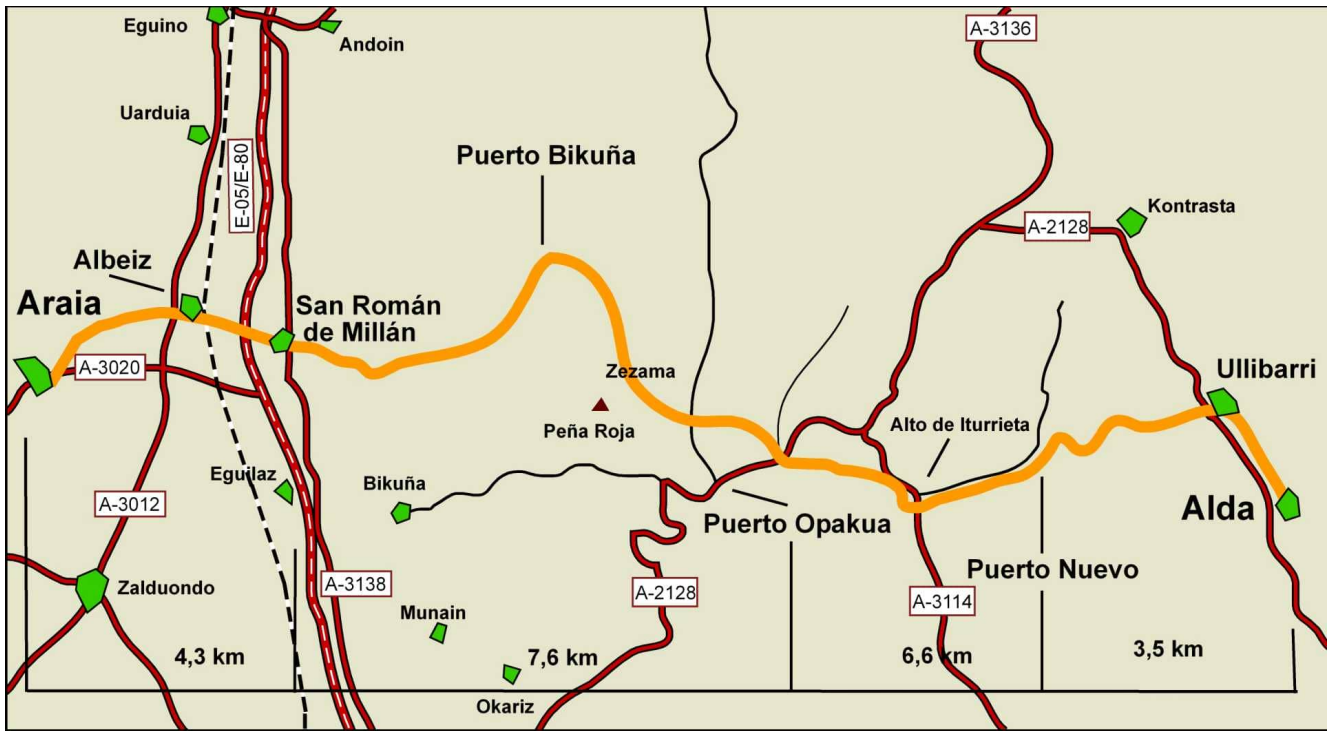 Eguino
Andoin
A-3136
Uarduia
E-05/E-80
Puerto Bikuña
Kontrasta
A-2128
Albeiz
Araia
San Román
de Millán
A-3020
Zezama
Ullibarri
Peña Roja
Alto de Iturrieta
Eguilaz
Bikuña
A-3012
Puerto Opakua
Alda
Puerto Nuevo
Zalduondo
A-3138
A-2128
A-3114
Munain
4,3 km
7,6 km
6,6 km
3,5 km
Okariz